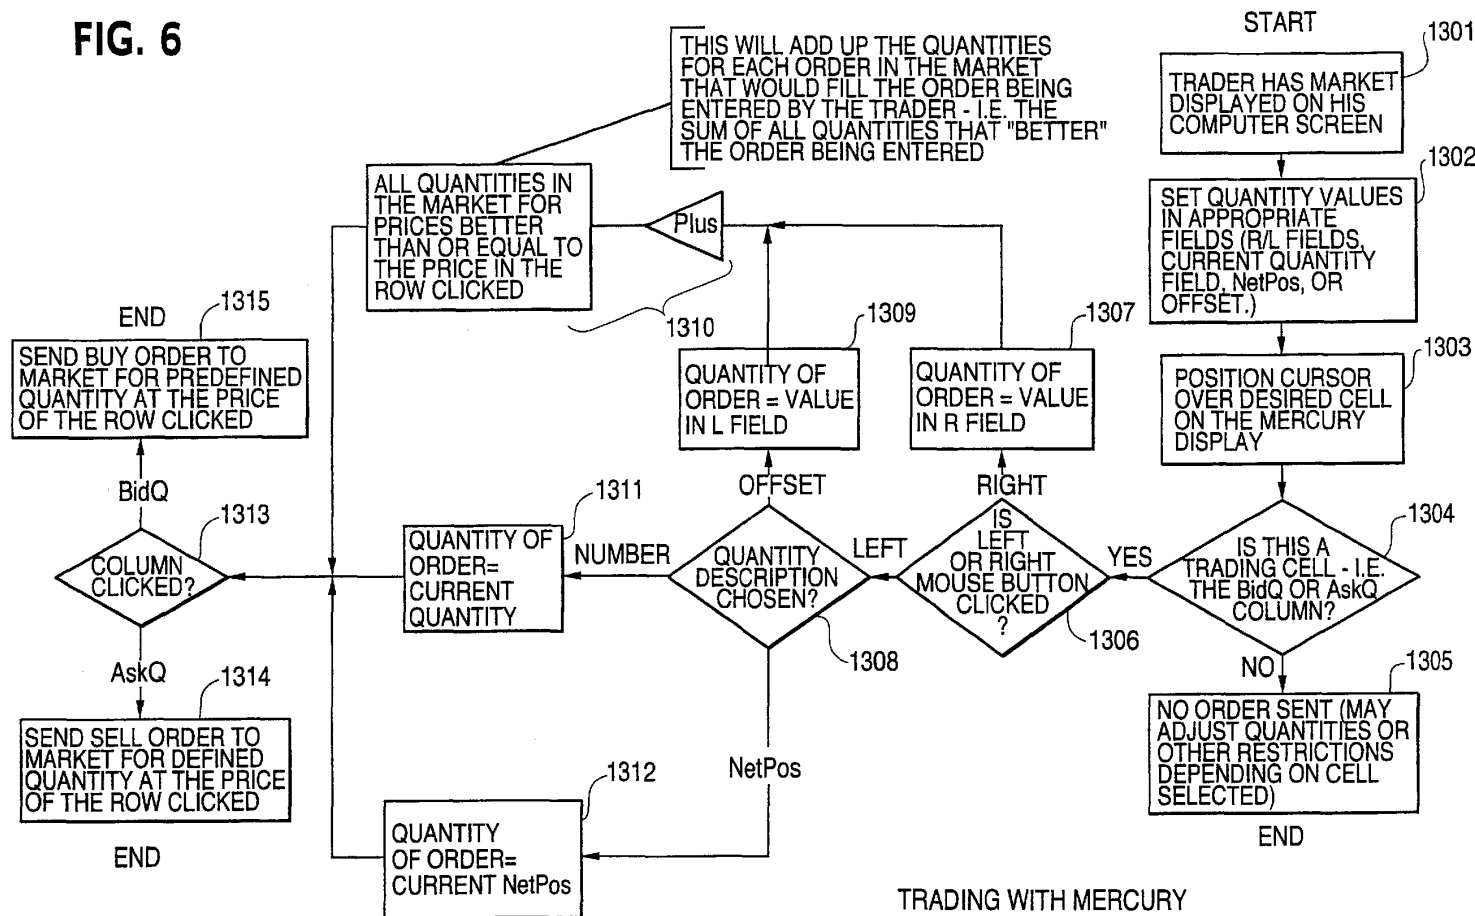 FIG. 6
START
1301
TRADER HAS MARKET
DISPLAYED ON HIS
COMPUTER SCREEN
1302
SET QUANTITY VALUES
IN APPROPRIATE
FIELDS (R/L FIELDS,
CURRENT QUANTITY
FIELD, NetPos, OR
OFFSET.)
1303
POSITION CURSOR
OVER DESIRED CELL
ON THE MERCURY
DISPLAY
1304
IS THIS A
TRADING CELL - I.E.
THE BidQ OR AskQ
COLUMN?
NO
1305
NO ORDER SENT (MAY
ADJUST QUANTITIES OR
OTHER RESTRICTIONS
DEPENDING ON CELL
SELECTED)
END
YES
IS
LEFT
OR RIGHT
MOUSE BUTTON
CLICKED
?
1306
RIGHT
1307
QUANTITY OF
ORDER = VALUE
IN R FIELD
LEFT
QUANTITY
DESCRIPTION
CHOSEN?
1308
OFFSET
1309
QUANTITY OF
ORDER = VALUE
IN L FIELD
Plus
1310
ALL QUANTITIES IN
THE MARKET FOR
PRICES BETTER
THAN OR EQUAL TO
THE PRICE IN THE
ROW CLICKED
THIS WILL ADD UP THE QUANTITIES
FOR EACH ORDER IN THE MARKET
THAT WOULD FILL THE ORDER BEING
ENTERED BY THE TRADER - I.E. THE
SUM OF ALL QUANTITIES THAT "BETTER"
THE ORDER BEING ENTERED
NUMBER
1311
QUANTITY OF
ORDER=
CURRENT
QUANTITY
NetPos
1312
QUANTITY
OF ORDER=
CURRENT NetPos
1313
COLUMN
CLICKED?
BidQ
END
1315
SEND BUY ORDER TO
MARKET FOR PREDEFINED
QUANTITY AT THE PRICE
OF THE ROW CLICKED
AskQ
1314
SEND SELL ORDER TO
MARKET FOR DEFINED
QUANTITY AT THE PRICE
OF THE ROW CLICKED
END
TRADING WITH MERCURY